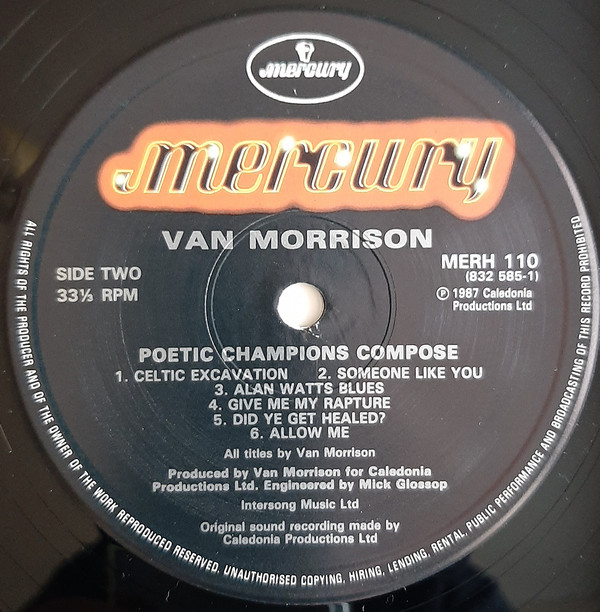 mercury
mercury
VAN MORRISON
SIDE TWO
33⅓ RPM
MERH 110
(832 585-1)
℗ 1987 Caledonia
Productions Ltd
POETIC CHAMPIONS COMPOSE
1. CELTIC EXCAVATION 2. SOMEONE LIKE YOU
3. ALAN WATTS BLUES
4. GIVE ME MY RAPTURE
5. DID YE GET HEALED?
6. ALLOW ME
All titles by Van Morrison
Produced by Van Morrison for Caledonia
Productions Ltd. Engineered by Mick Glossop
Intersong Music Ltd
Original sound recording made by
Caledonia Productions Ltd
ALL RIGHTS OF THE PRODUCER AND OF THE OWNER OF THE WORK REPRODUCED RESERVED. UNAUTHORISED COPYING, HIRING, LENDING, RENTAL, PUBLIC PERFORMANCE AND BROADCASTING OF THIS RECORD PROHIBITED